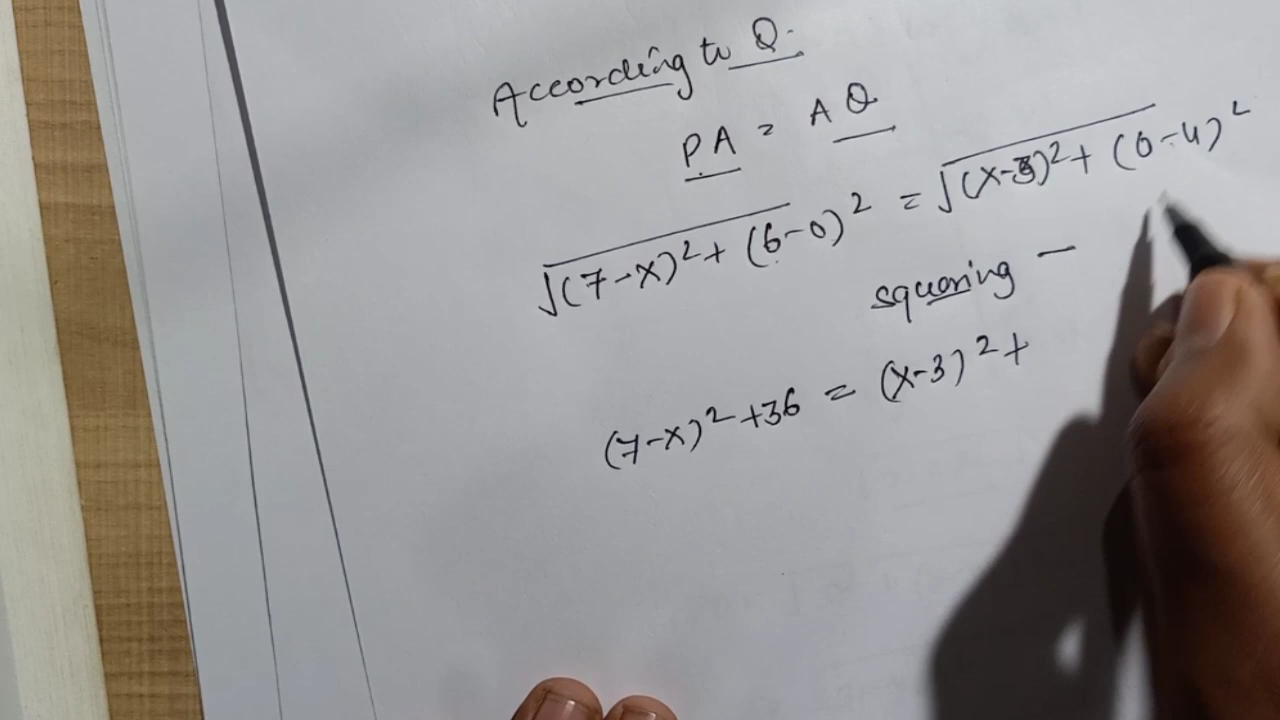 According to Q.
PA = AQ
√(7-x)²+(6-0)² = √(x-3)²+(0-4)²
squaring —
(7-x)²+36 = (x-3)²+